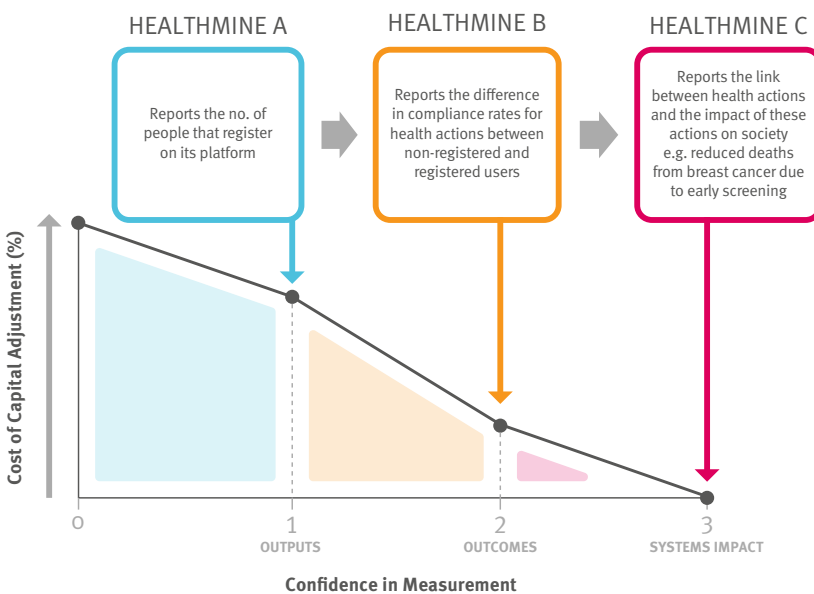 HEALTHMINE A
Reports the no. of
people that register
on its platform
HEALTHMINE B
Reports the difference
in compliance rates for
health actions between
non-registered and
registered users
HEALTHMINE C
Reports the link
between health actions
and the impact of these
actions on society
e.g. reduced deaths
from breast cancer due
to early screening
Cost of Capital Adjustment (%)
0
1
2
3
OUTPUTS
OUTCOMES
SYSTEMS IMPACT
Confidence in Measurement